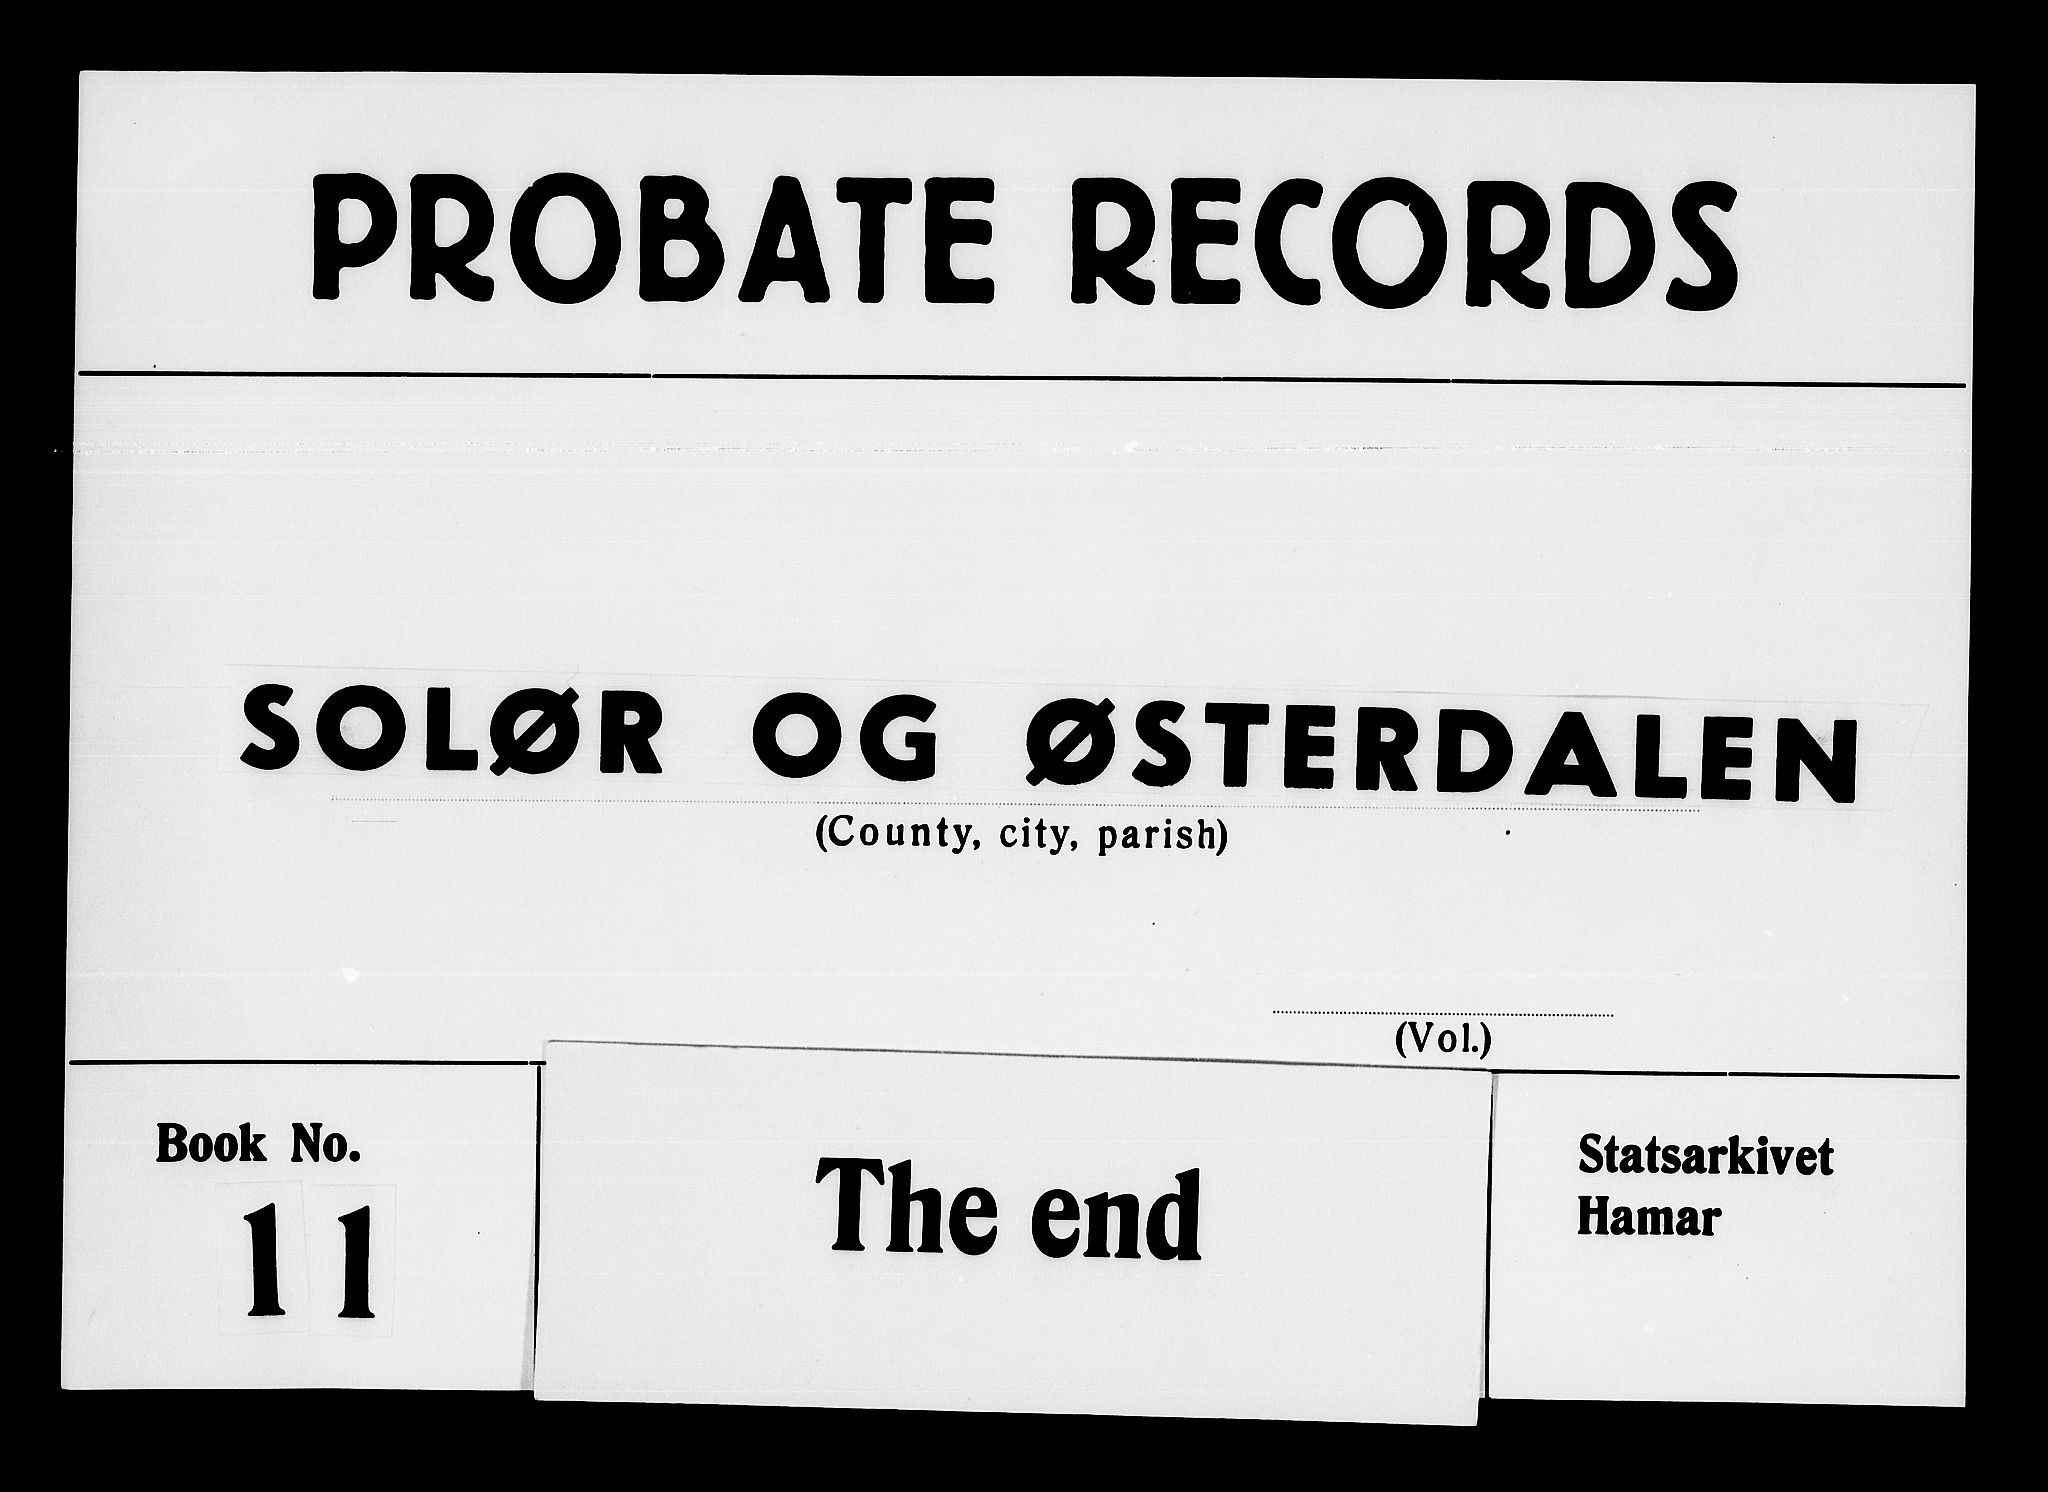 PROBATE RECORDS
SOLØR OG ØSTERDALEN
(County, city, parish)
(Vol.)
Book No.
11
The end
Statsarkivet
Hamar